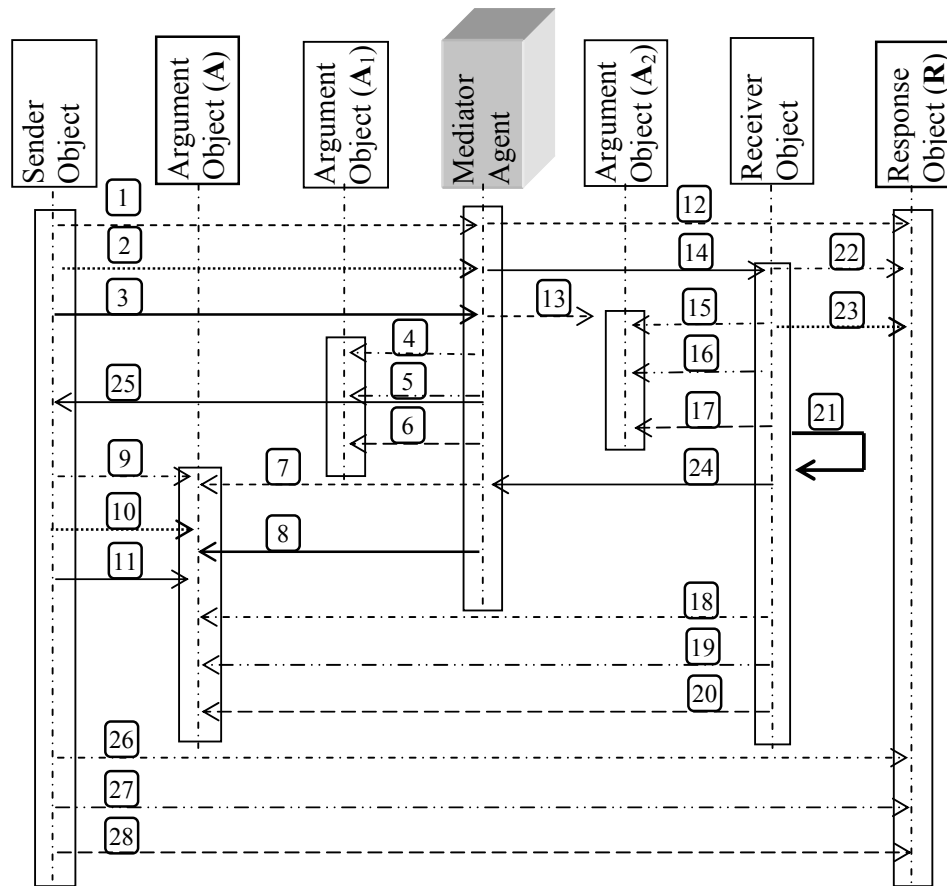 Sender
Object
Argument
Object (A)
Argument
Object (A1)
Mediator
Agent
Argument
Object (A2)
Receiver
Object
Response
Object (R)
1
12
2
14
22
3
13
15
23
4
16
25
5
17
21
6
9
7
24
10
8
11
18
19
20
26
27
28